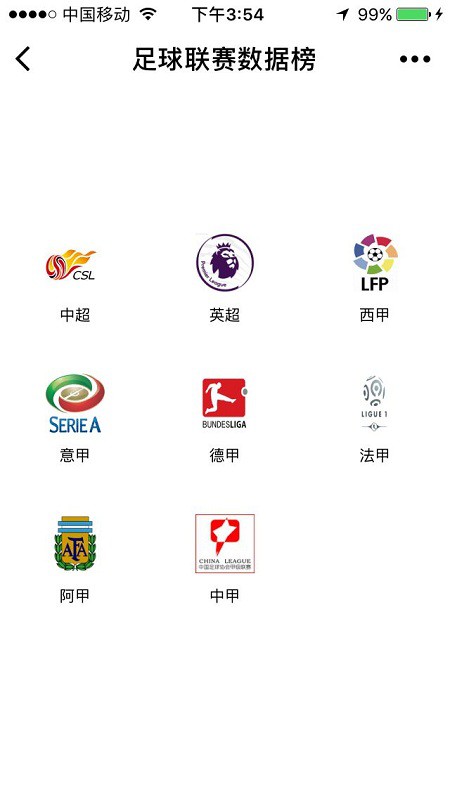 中国移动 下午3:54 99%
足球联赛数据榜
CSL
Premier League
LFP
中超 英超 西甲
SERIE A BUNDESLIGA LIGUE 1
意甲 德甲 法甲
AFA
CHINA LEAGUE
中国足球协会甲级联赛
阿甲 中甲